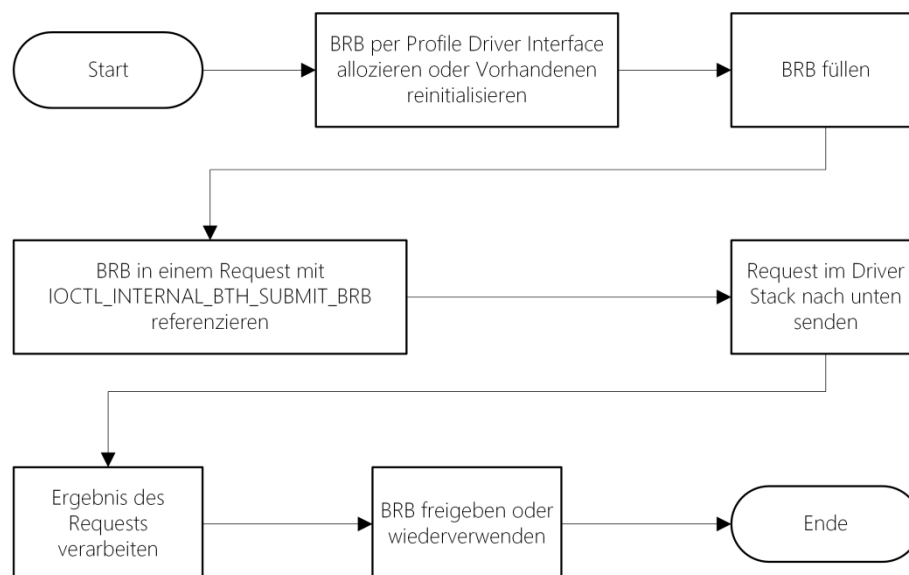 Start
BRB per Profile Driver Interface
allozieren oder Vorhandenen
reinitialisieren
BRB füllen
BRB in einem Request mit
IOCTL_INTERNAL_BTH_SUBMIT_BRB
referenzieren
Request im Driver
Stack nach unten
senden
Ergebnis des
Requests
verarbeiten
BRB freigeben oder
wiederverwenden
Ende